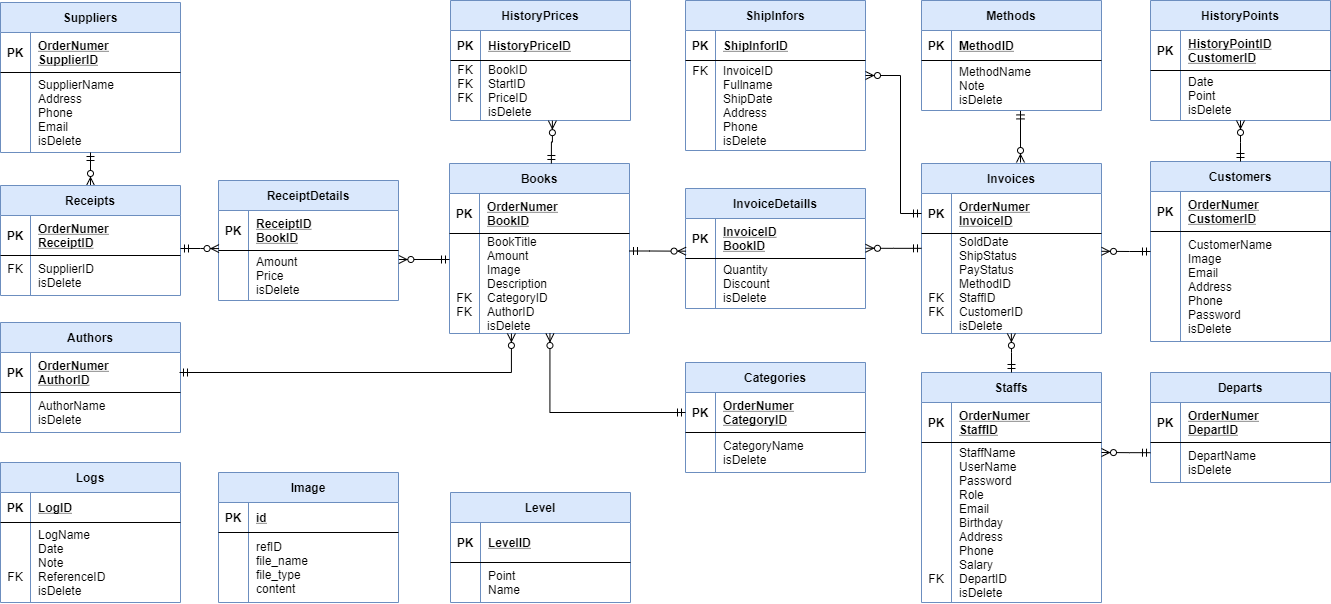 Suppliers
PK
OrderNumer
SupplierID
SupplierName
Address
Phone
Email
isDelete
HistoryPrices
PK
HistoryPriceID
FK BookID
FK StartID
FK PriceID
isDelete
ShipInfors
PK
ShipInforID
FK InvoiceID
Fullname
ShipDate
Address
Phone
isDelete
Methods
PK
MethodID
MethodName
Note
isDelete
HistoryPoints
PK
HistoryPointID
CustomerID
Date
Point
isDelete
Receipts
PK
OrderNumer
ReceiptID
FK SupplierID
isDelete
ReceiptDetails
PK
ReceiptID
BookID
Amount
Price
isDelete
Books
PK
OrderNumer
BookID
BookTitle
Amount
Image
Description
FK CategoryID
FK AuthorID
isDelete
InvoiceDetaills
PK
InvoiceID
BookID
Quantity
Discount
isDelete
Invoices
PK
OrderNumer
InvoiceID
SoldDate
ShipStatus
PayStatus
MethodID
FK StaffID
FK CustomerID
isDelete
Customers
PK
OrderNumer
CustomerID
CustomerName
Image
Email
Address
Phone
Password
isDelete
Authors
PK
OrderNumer
AuthorID
AuthorName
isDelete
Categories
PK
OrderNumer
CategoryID
CategoryName
isDelete
Staffs
PK
OrderNumer
StaffID
StaffName
UserName
Password
Role
Email
Birthday
Address
Phone
Salary
FK DepartID
isDelete
Departs
PK
OrderNumer
DepartID
DepartName
isDelete
Logs
PK
LogID
LogName
Date
Note
FK ReferenceID
isDelete
Image
PK
id
refID
file_name
file_type
content
Level
PK
LevelID
Point
Name